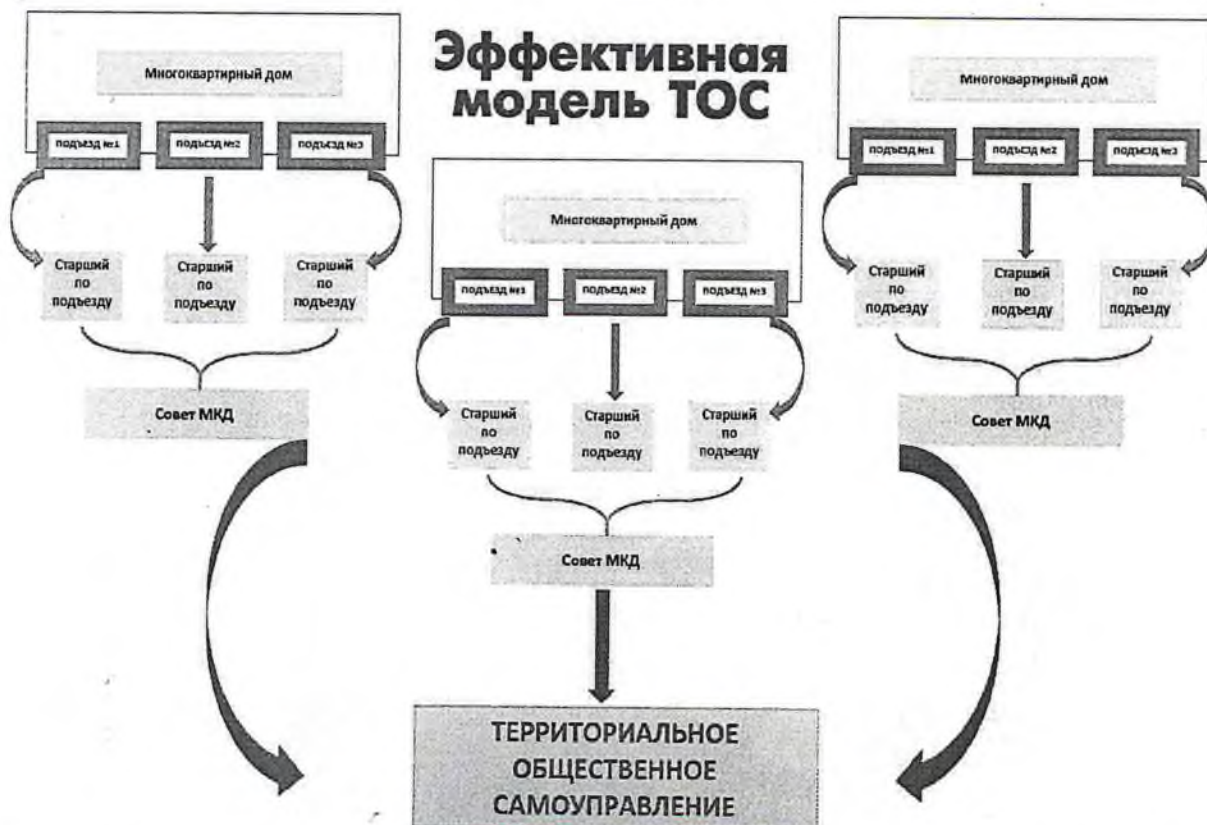 Эффективная
модель ТОС
Многоквартирный дом
ПОДЪЕЗД №1
ПОДЪЕЗД №2
ПОДЪЕЗД №3
Старший
по
подъезду
Старший
по
подъезду
Старший
по
подъезду
Совет МКД
Многоквартирный дом
ПОДЪЕЗД №1
ПОДЪЕЗД №2
ПОДЪЕЗД №3
Старший
по
подъезду
Старший
по
подъезду
Старший
по
подъезду
Совет МКД
Многоквартирный дом
ПОДЪЕЗД №1
ПОДЪЕЗД №2
ПОДЪЕЗД №3
Старший
по
подъезду
Старший
по
подъезду
Старший
по
подъезду
Совет МКД
ТЕРРИТОРИАЛЬНОЕ
ОБЩЕСТВЕННОЕ
САМОУПРАВЛЕНИЕ